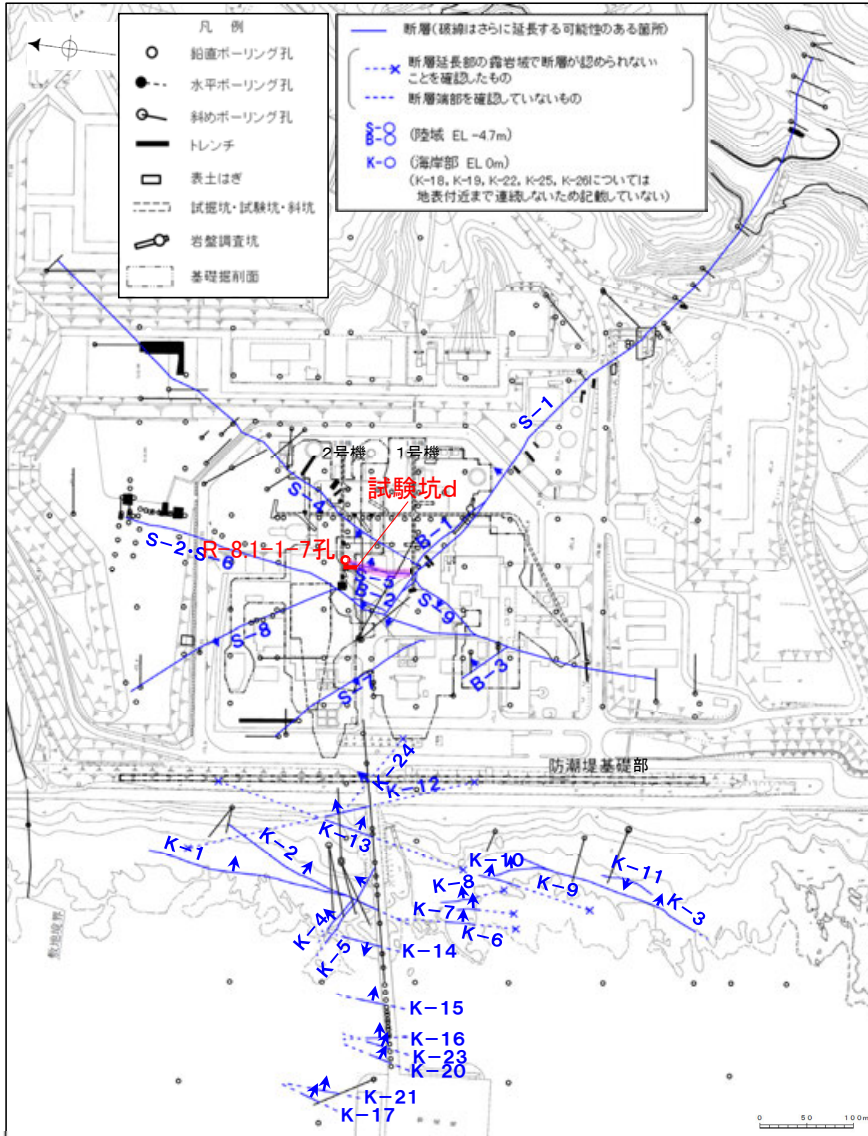 凡 例
鉛直ボーリング孔
水平ボーリング孔
斜めボーリング孔
トレンチ
表土はぎ
試掘坑・試験坑・斜坑
岩盤調査坑
基礎掘削面
断層(破線はさらに延長する可能性のある箇所)
断層延長部の露岩域で断層が認められない
ことを確認したもの
断層端部を確認していないもの
S-○
B-○
(陸域 EL -4.7m)
K-○
(海岸部 EL 0m)
(K-18, K-19, K-22, K-25, K-26については
地表付近まで連続しないため記載していない)
S-1
2号機
1号機
試験坑d
S-4
B-1
R-8.1-1-7孔
S-2・S-6
S-5
B-2
S-9
S-8
B-3
S-7
K-24
防潮堤基礎部
K-12
K-13
K-1
K-2
K-10
K-11
K-8
K-9
K-3
K-7
K-4
K-6
K-5
K-14
K-15
K-16
K-23
K-20
K-21
K-17
敷地境界
0 50 100m